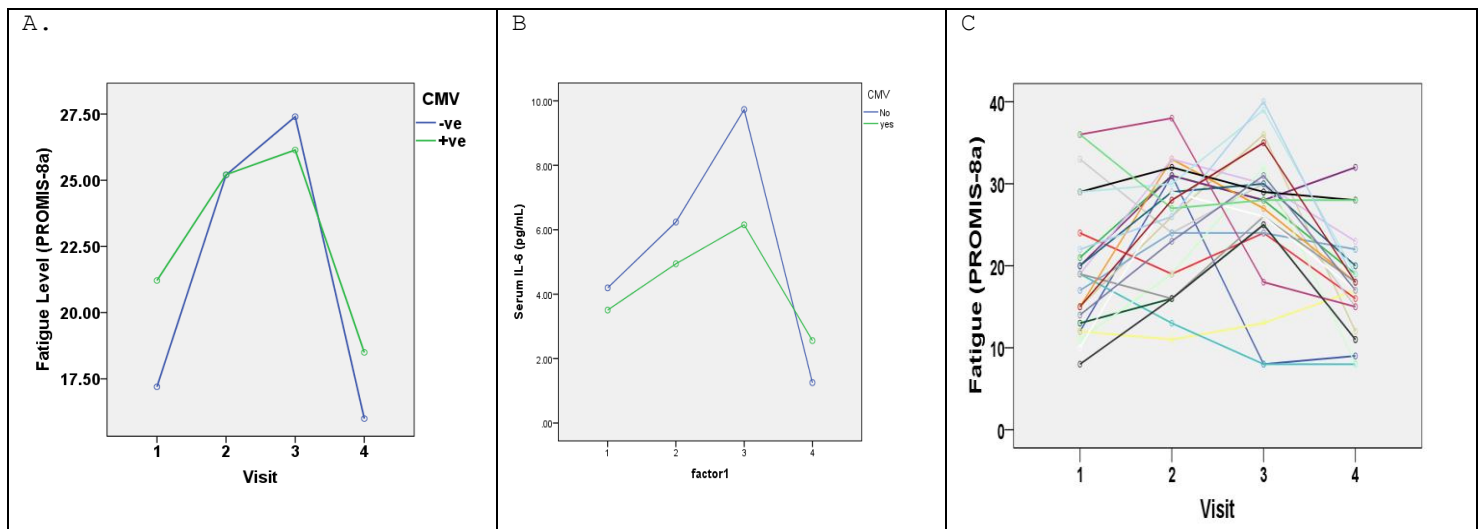 A.
27.50
25.00
22.50
20.00
17.50
Fatigue Level (PROMIS-8a)
1 2 3 4
Visit
CMV
-ve
+ve
B
10.00
8.00
6.00
4.00
2.00
.00
Serum IL-6 (pg/mL)
1 2 3 4
factor1
CMV
No
yes
C
40
30
20
10
0
Fatigue (PROMIS-8a)
1 2 3 4
Visit